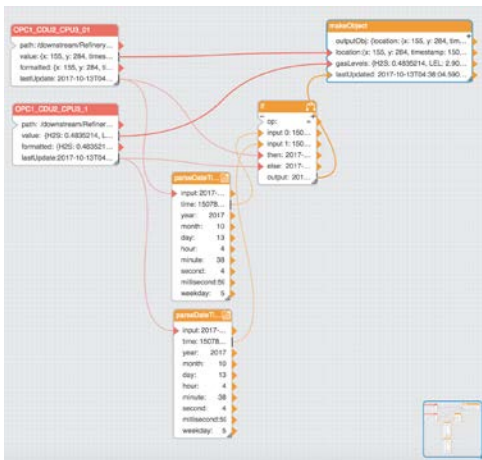 OPC1_CDU2_CPU3_01
path: /downstream/Refinery...
value: {x: 155, y: 284, times...
formatted: {x: 155, y: 284, t...
lastUpdate: 2017-10-13T04...
OPC1_CDU2_CPU3_1
path: /downstream/Refinery...
value: {H2S: 0.4835214, L...
formatted: {H2S: 0.483521...
lastUpdate:2017-10-13T04...
makeObject
outputObj: {location: {x: 155, y: 284, tim...
location:{x: 155, y: 284, timestamp: 150...
gasLevels: {H2S: 0.4835214, LEL: 2.90...
lastUpdated: 2017-10-13T04:38:04.590...
if
op: =
input 0: 150...
input 1: 150...
then: 2017-...
else: 2017-...
output: 201...
parseDateTi...
input:2017-...
time: 15078...
year: 2017
month: 10
day: 13
hour: 4
minute: 38
second: 4
millisecond:5(
weekday: 5
parseDateTi...
input:2017-...
time: 15078...
year: 2017
month: 10
day: 13
hour: 4
minute: 38
second: 4
millisecond:5(
weekday: 5